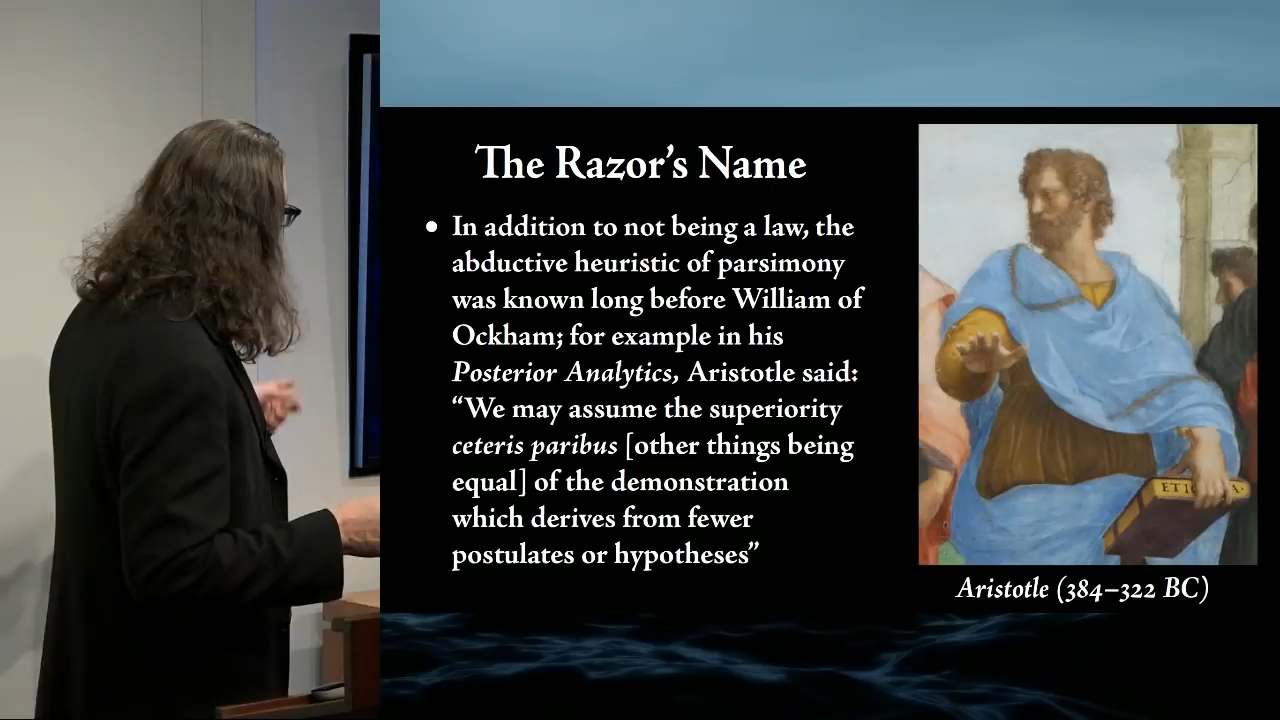 The Razor's Name
• In addition to not being a law, the
abductive heuristic of parsimony
was known long before William of
Ockham; for example in his
Posterior Analytics, Aristotle said:
“We may assume the superiority
ceteris paribus [other things being
equal] of the demonstration
which derives from fewer
postulates or hypotheses”
ETI
A·
Aristotle (384–322 BC)